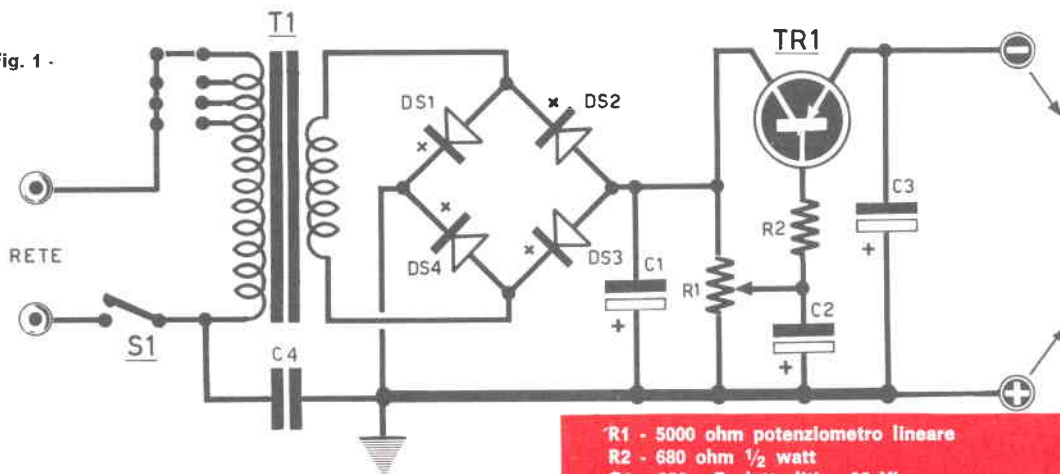 Fig. 1 -
T1
TR1
DS1
DS2
DS3
DS4
RETE
S1
C4
C1
R1
R2
C2
C3
R1 - 5000 ohm potenziometro lineare
R2 - 680 ohm 1/2 watt